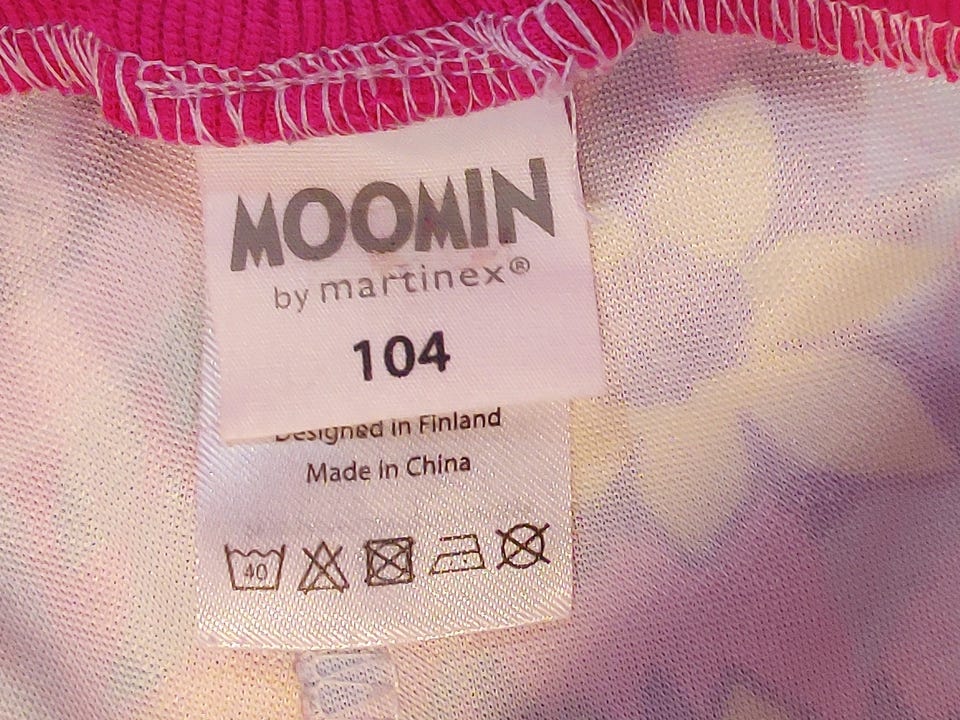 MOOMIN
by martinex®
104
Designed in Finland
Made in China
40